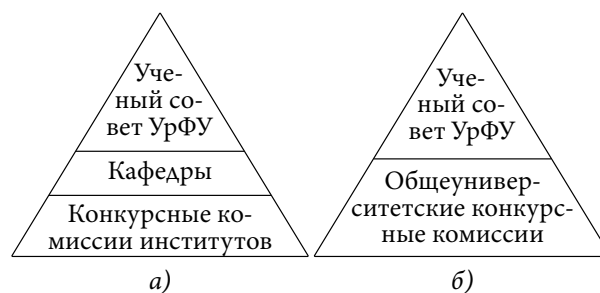 Уче-
ный со-
вет УрФУ
Кафедры
Конкурсные ко-
миссии институтов
а)
Уче-
ный со-
вет УрФУ
Общеунивер-
ситетские конкурс-
ные комиссии
б)